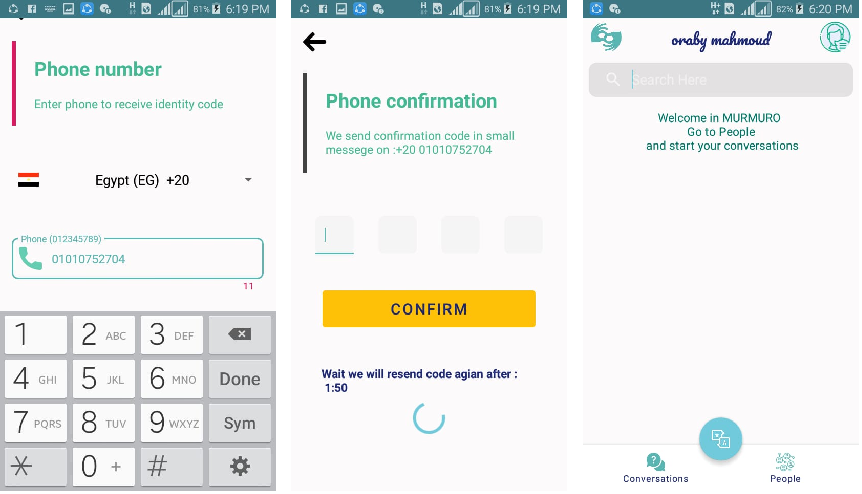 81% 6:19 PM
Phone number
Enter phone to receive identity code
Egypt (EG) +20
Phone (012345789)
01010752704
11
1 2 ABC 3 DEF
4 GHI 5 JKL 6 MNO Done
7 PQRS 8 TUV 9 WXYZ Sym
* 0 + #
H 81% 6:19 PM
Phone confirmation
We send confirmation code in small
messege on :+20 01010752704
CONFIRM
Wait we will resend code agian after :
1:50
H+ 82% 6:20 PM
oraby mahmoud
Search Here
Welcome in MURMURO
Go to People
and start your conversations
Conversations
People